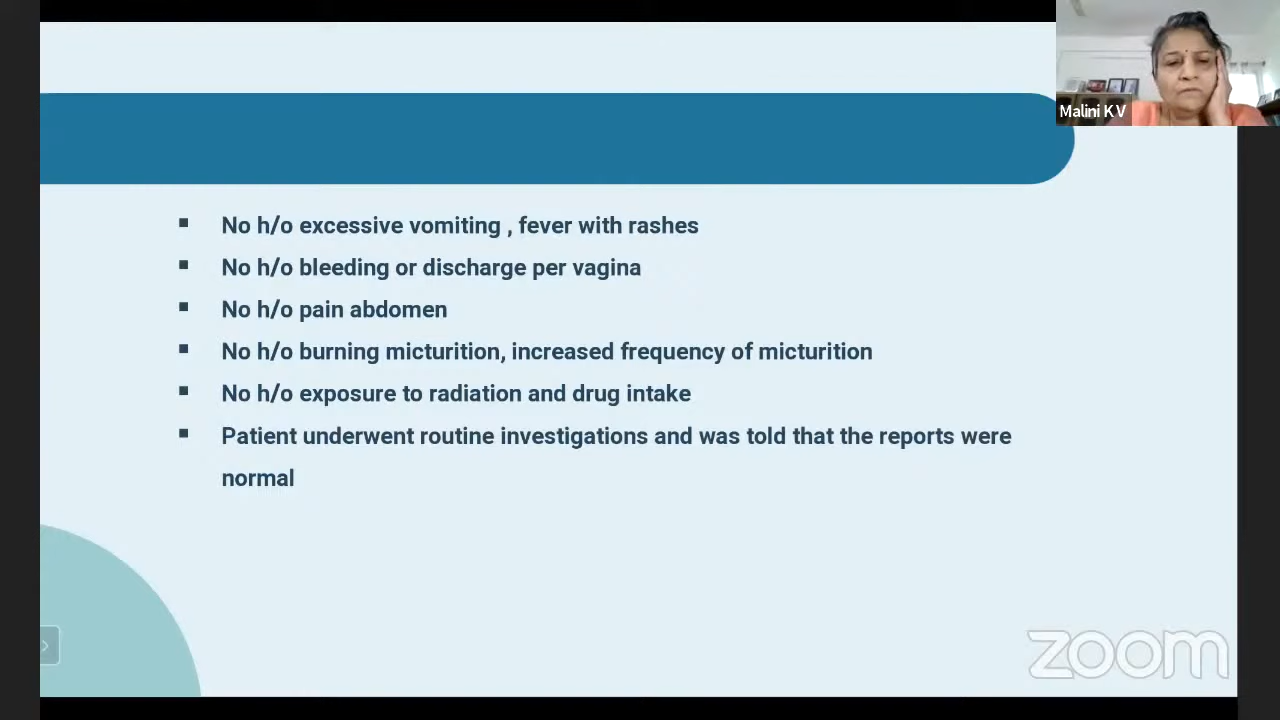 Malini K V
No h/o excessive vomiting , fever with rashes
No h/o bleeding or discharge per vagina
No h/o pain abdomen
No h/o burning micturition, increased frequency of micturition
No h/o exposure to radiation and drug intake
Patient underwent routine investigations and was told that the reports were
normal
zoom